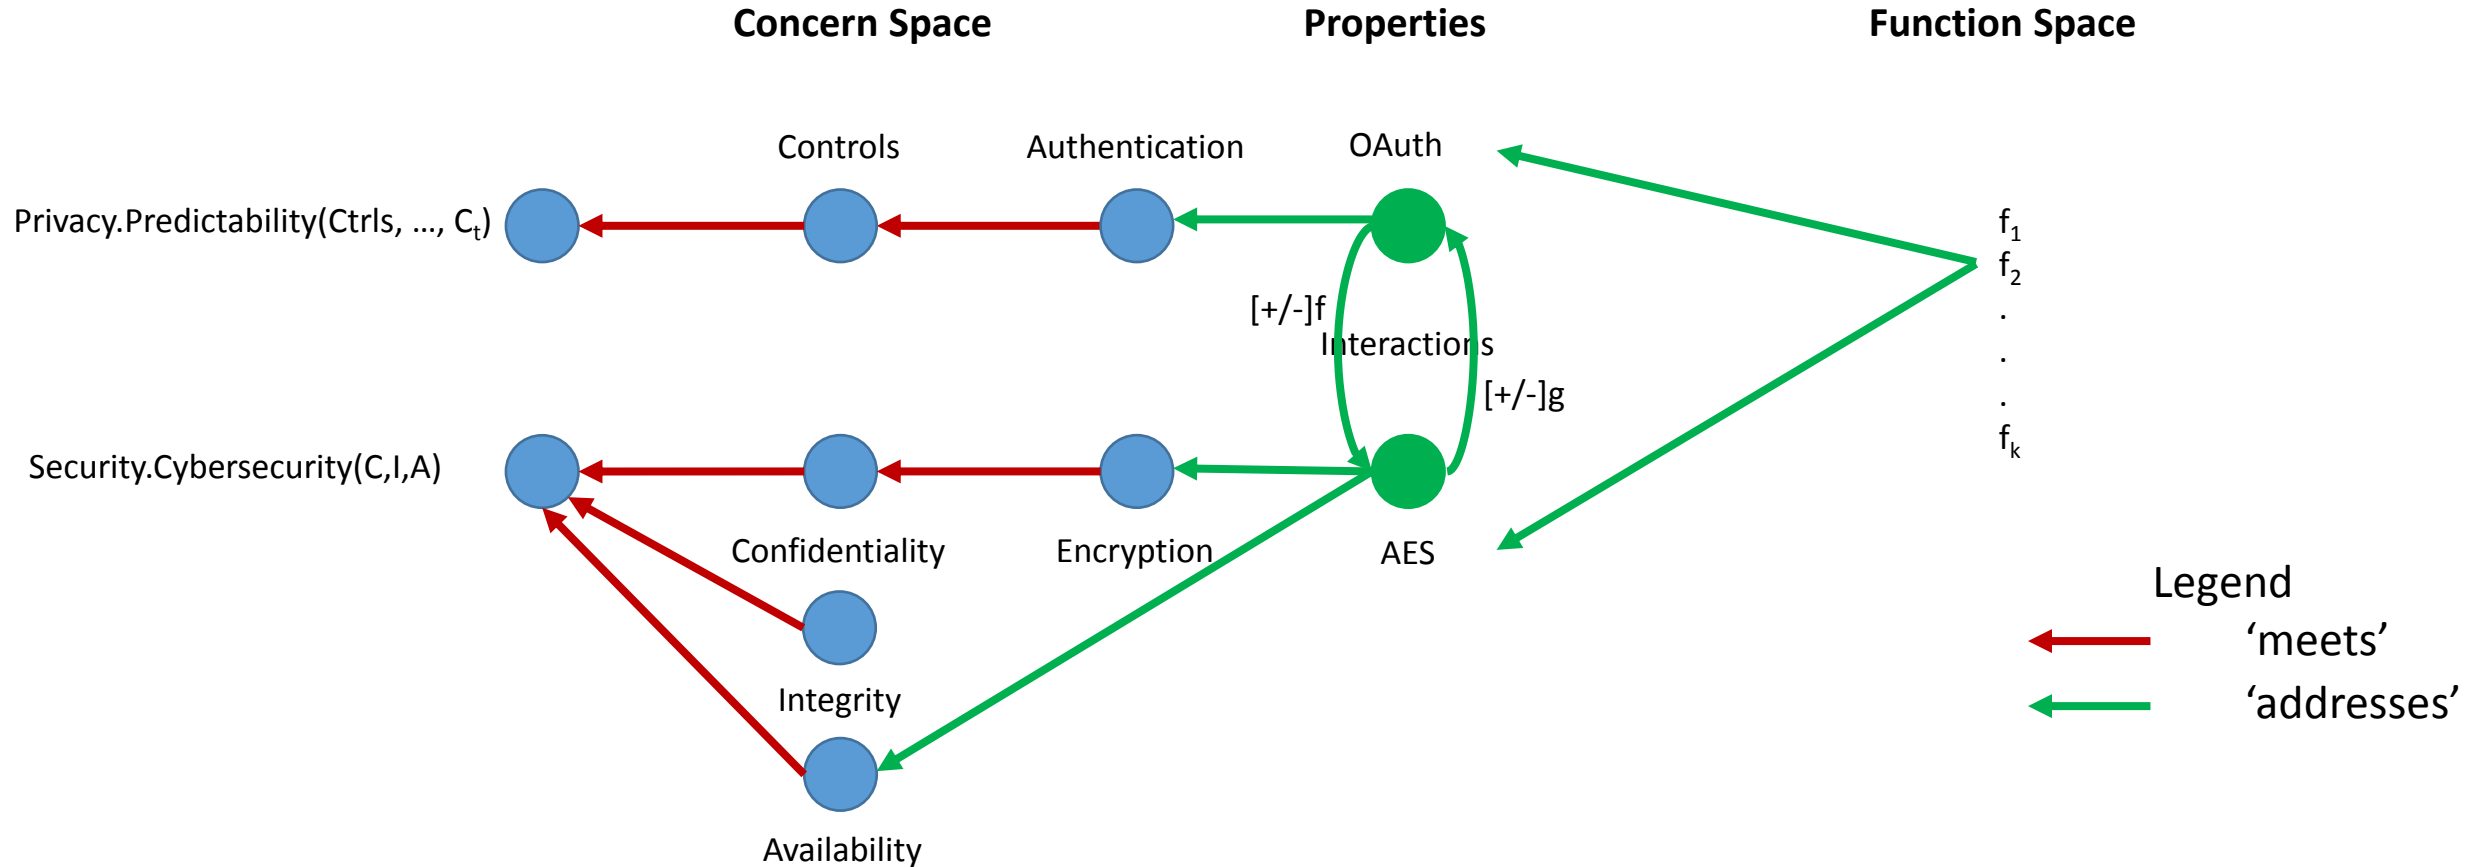 Concern Space
Properties
Function Space
Controls
Authentication
OAuth
Privacy.Predictability(Ctrls, ..., Cₜ)
f₁
f₂
.
.
.
fₖ
[+/-]f
Interactions
[+/-]g
Security.Cybersecurity(C,I,A)
Confidentiality
Encryption
AES
Integrity
Availability
Legend
‘meets’
‘addresses’